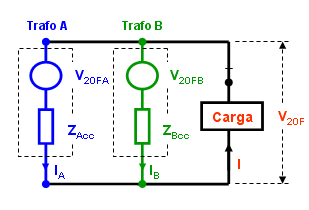 Trafo A Trafo B
V20FA V20FB
Carga V20F
ZAcc ZBcc
IA IB I